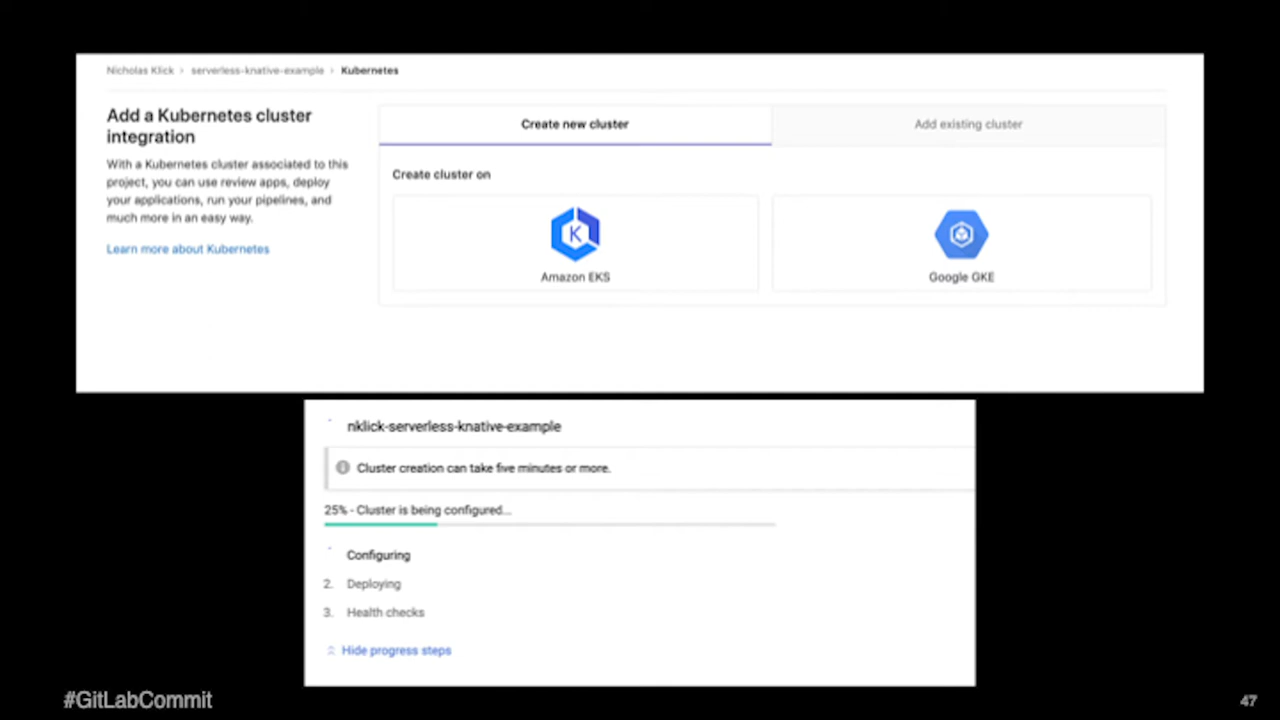 Nicholas Klick › serverless-knative-example › Kubernetes
Add a Kubernetes cluster
integration
With a Kubernetes cluster associated to this
project, you can use review apps, deploy
your applications, run your pipelines, and
much more in an easy way.
Learn more about Kubernetes
Create new cluster
Add existing cluster
Create cluster on
K
Amazon EKS
Google GKE
nklick-serverless-knative-example
Cluster creation can take five minutes or more.
25% - Cluster is being configured...
Configuring
2. Deploying
3. Health checks
Hide progress steps
#GitLabCommit
47